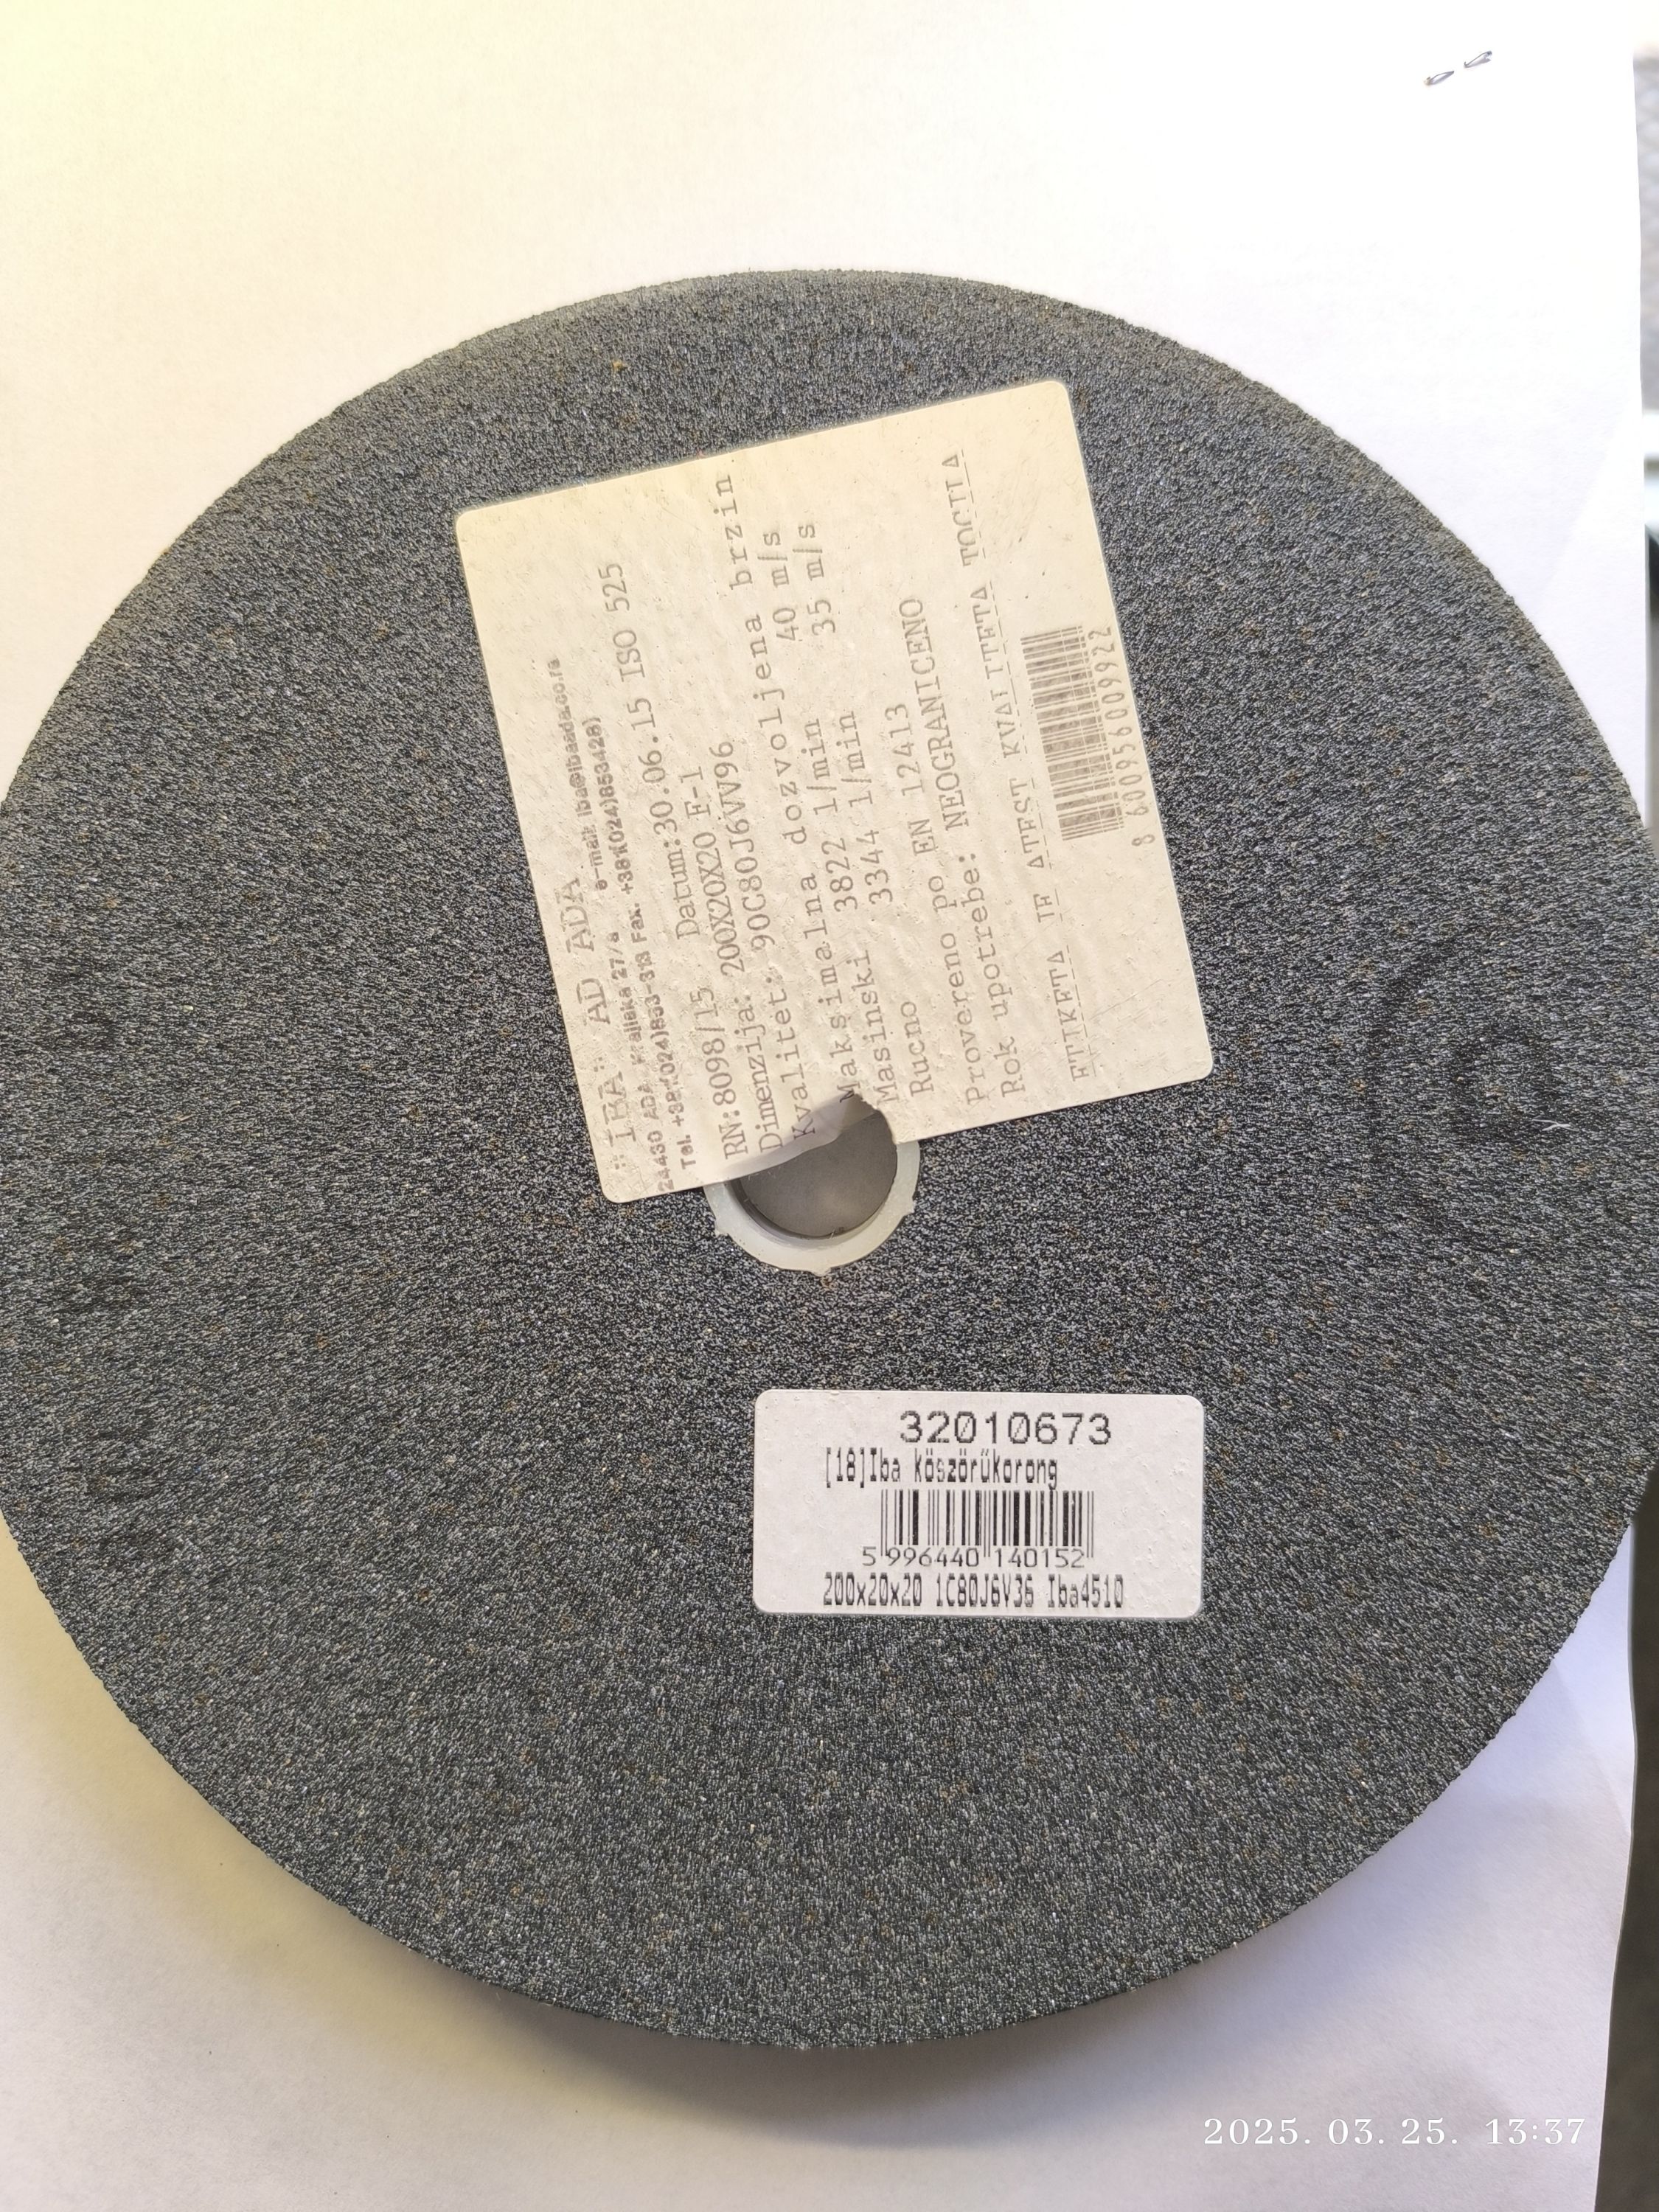 " IBA" AD ADA
24430 ADA, Rajiska 27/a e-mail: iba@ibaada.co.rs
Tel. +381(024)853-313 Fax. +381(024)853428)
RN:8098/15 Datum:30.06.15 ISO 525
Dimenzija: 200X20X20 F-1
Kvalitet: 90C80J6VV96
Maksimalna dozvoljena brzin
Masinski 3822 1/min 40 m/s
Rucno 3344 1/min 35 m/s
Provereno po EN 12413
Rok upotrebe: NEOGRANICENO
ETIKETA JE ATEST KVALITETA TOCILA
8 600956009922
32010673
[18]Iba köszörűkorong
5 996440 140152
200x20x20 1C80J6V36 Iba4510
2025. 03. 25. 13:37